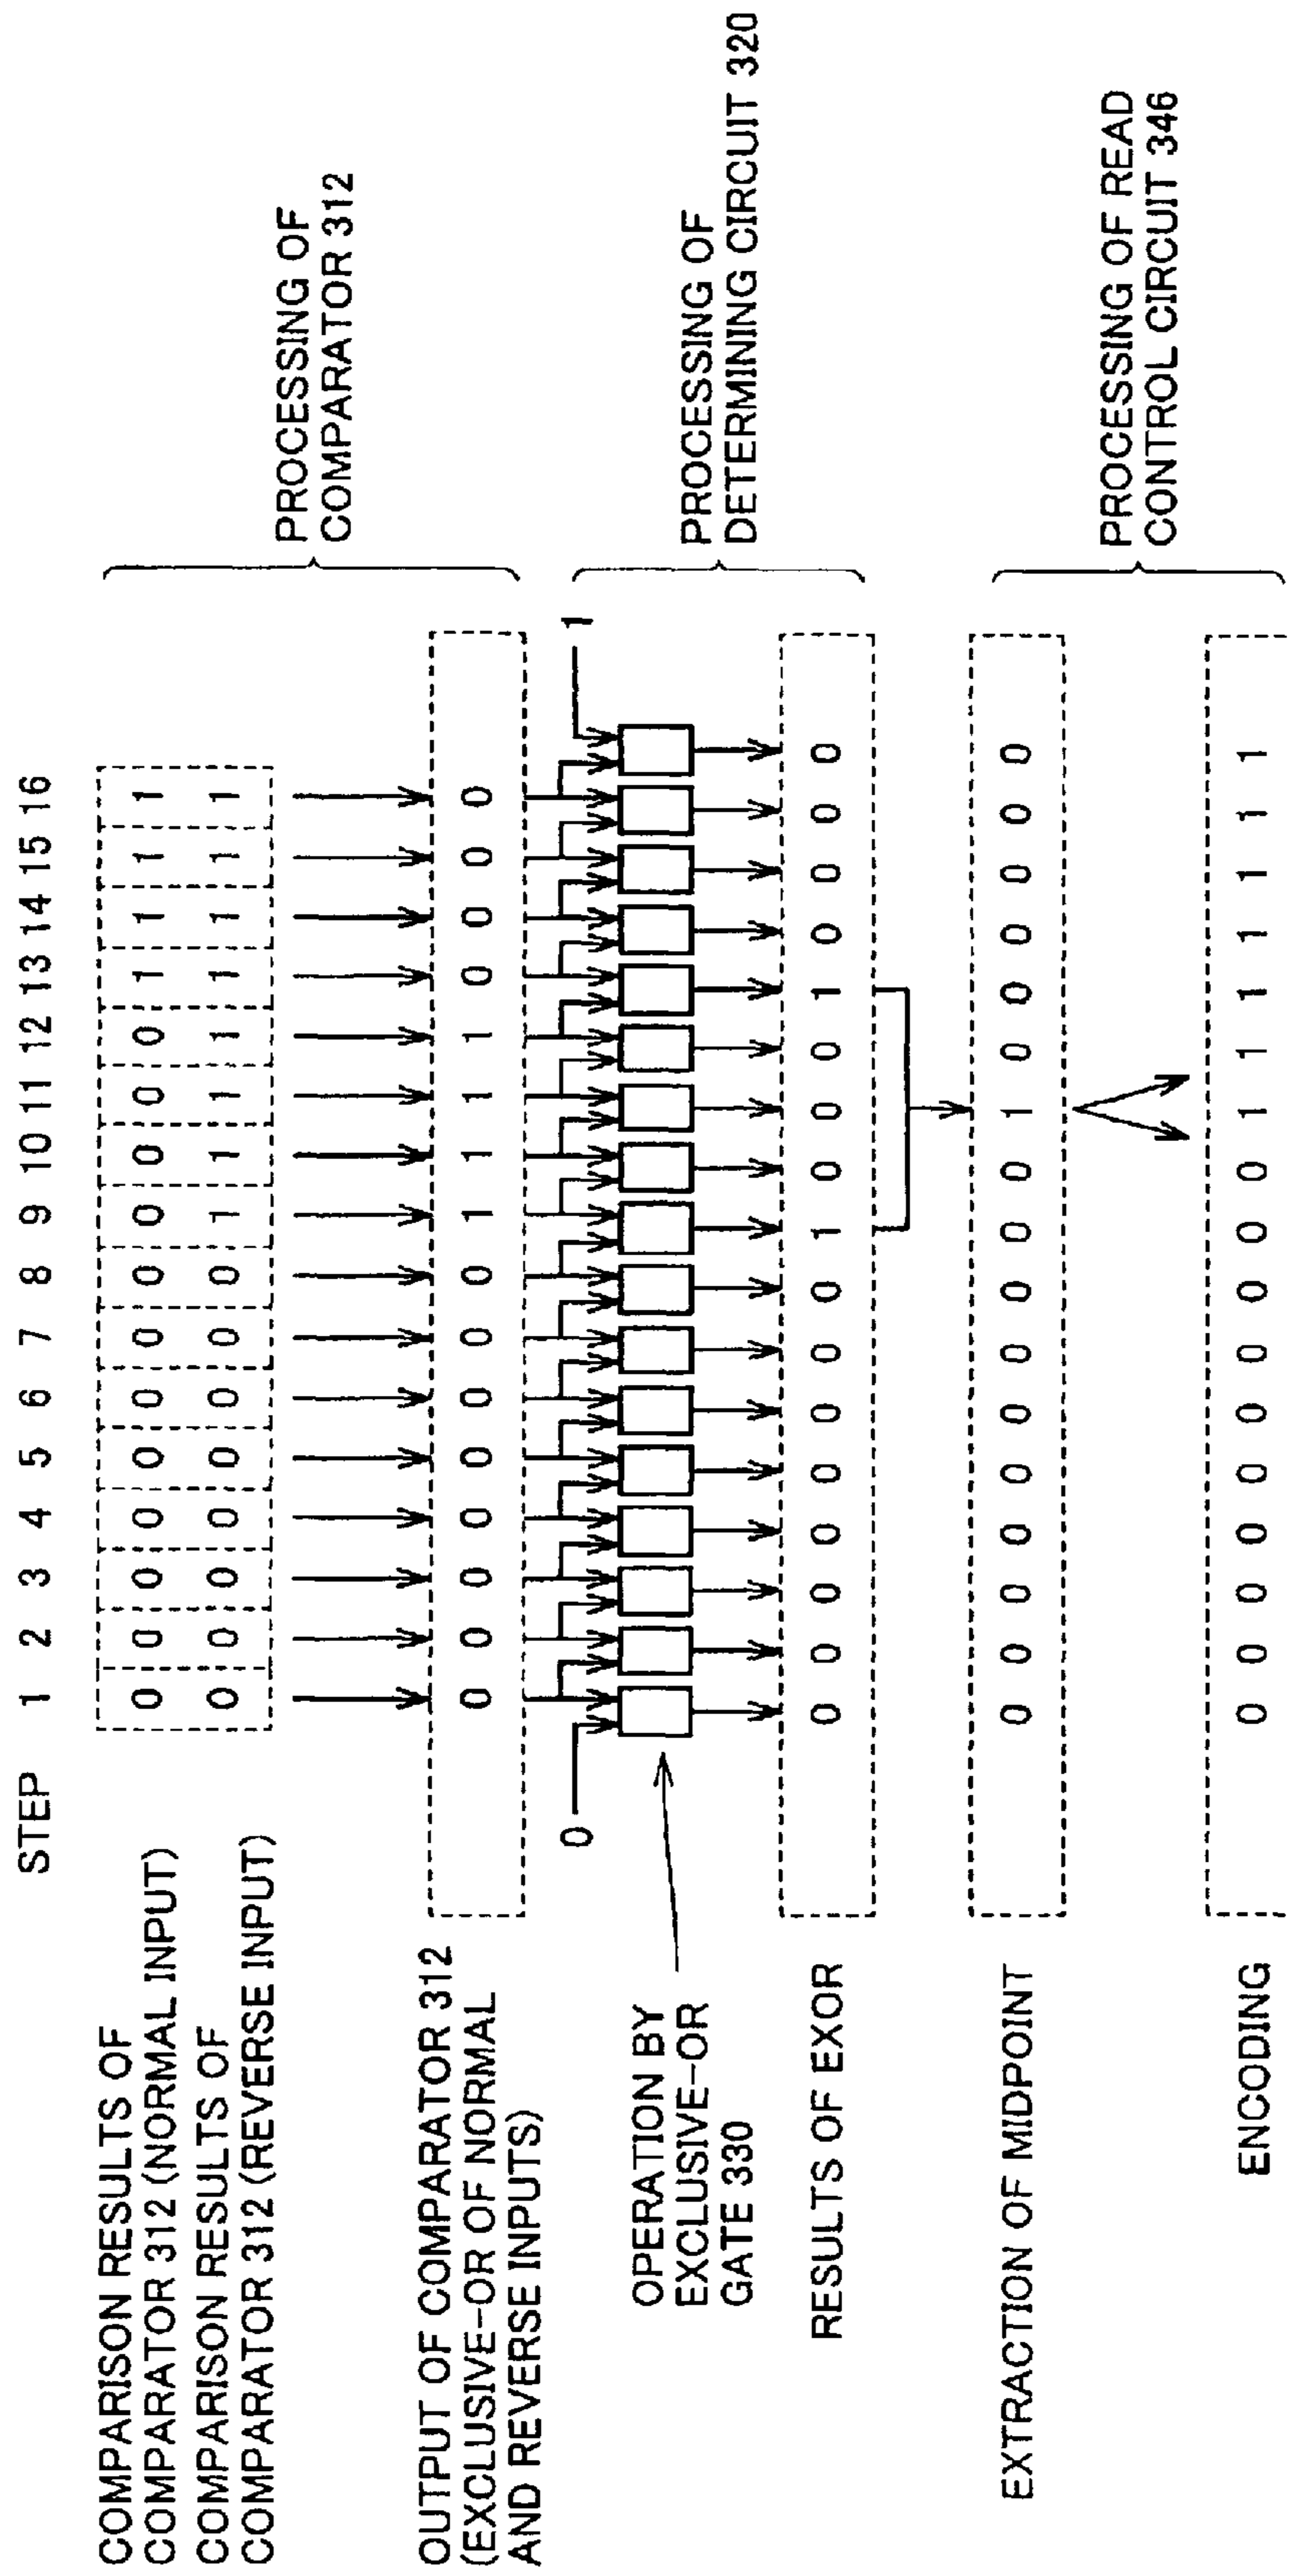 STEP 1 2 3 4 5 6 7 8 9 10 11 12 13 14 15 16
COMPARISON RESULTS OF
COMPARATOR 312 (NORMAL INPUT)
0 0 0 0 0 0 0 0 0 0 0 0 1 1 1 1
COMPARISON RESULTS OF
COMPARATOR 312 (REVERSE INPUT)
0 0 0 0 0 0 0 0 1 1 1 1 1 1 1 1
PROCESSING OF
COMPARATOR 312
OUTPUT OF COMPARATOR 312
(EXCLUSIVE-OR OF NORMAL
AND REVERSE INPUTS)
0 0 0 0 0 0 0 0 1 1 1 1 0 0 0 0
0 1
OPERATION BY
EXCLUSIVE-OR
GATE 330
PROCESSING OF
DETERMINING CIRCUIT 320
RESULTS OF EXOR
0 0 0 0 0 0 0 0 1 0 0 0 1 0 0 0 0
EXTRACTION OF MIDPOINT
0 0 0 0 0 0 0 0 0 0 1 0 0 0 0 0 0
PROCESSING OF READ
CONTROL CIRCUIT 346
ENCODING
0 0 0 0 0 0 0 0 0 0 1 1 1 1 1 1 1